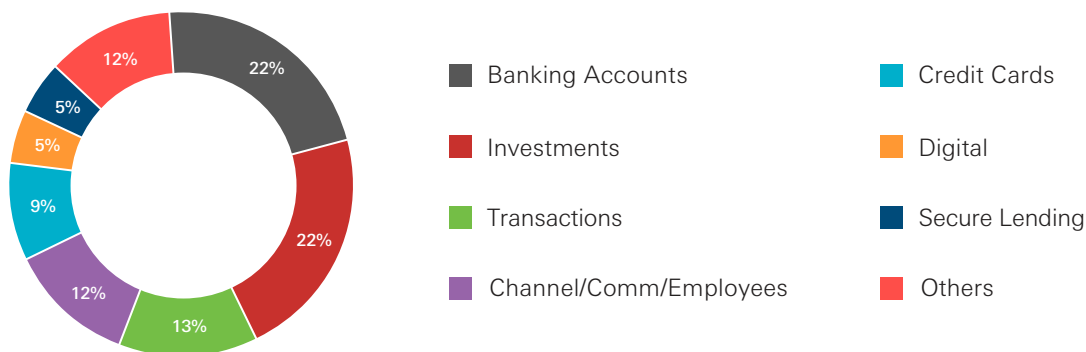 12%
22%
5%
5%
9%
22%
12%
13%
Banking Accounts
Investments
Transactions
Channel/Comm/Employees
Credit Cards
Digital
Secure Lending
Others